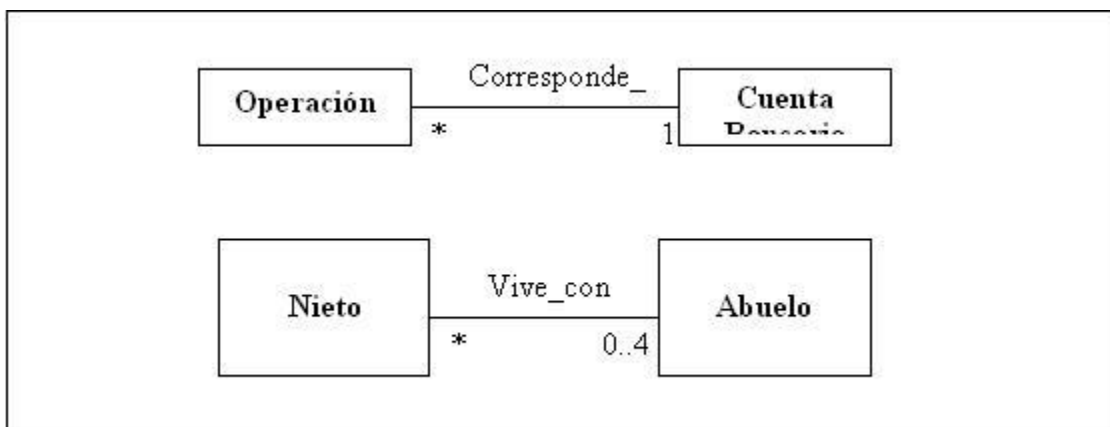 Corresponde_
Operación
Cuenta
* 1
Vive_con
Nieto
Abuelo
* 0..4